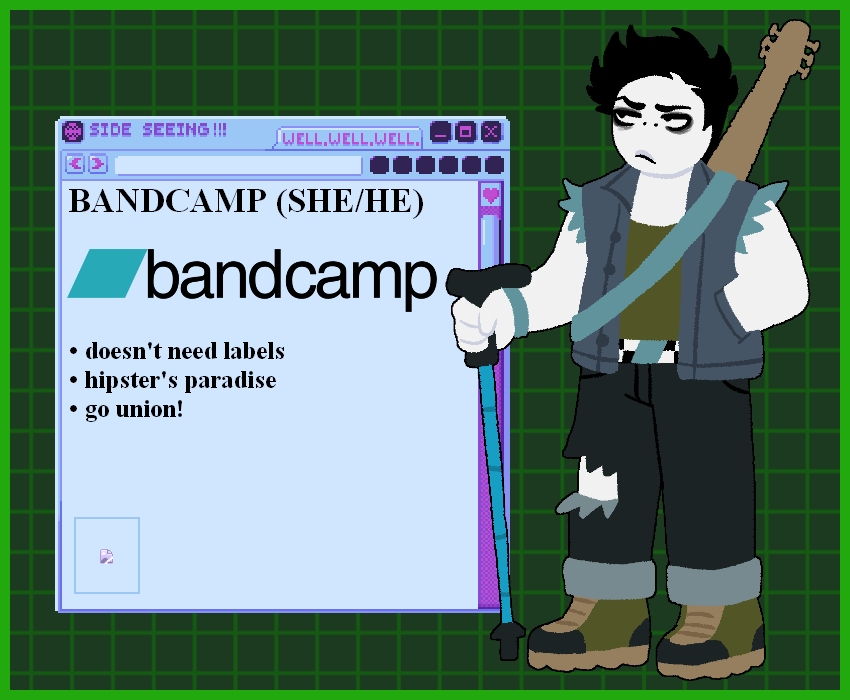 SIDE SEEING!!!
WELL.WELL.WELL.
BANDCAMP (SHE/HE)
bandcamp
• doesn't need labels
• hipster's paradise
• go union!